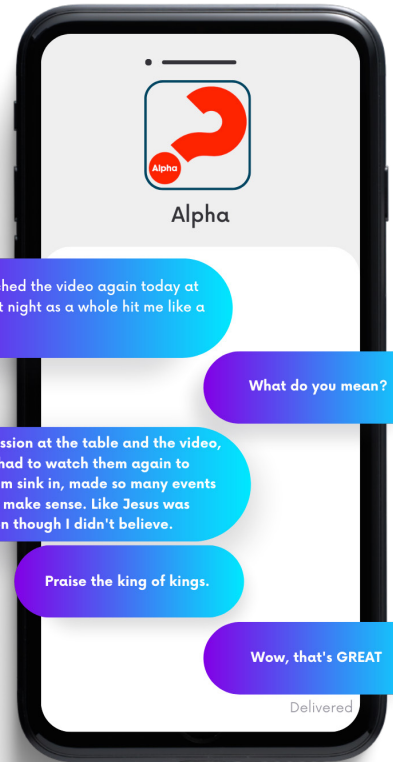 Alpha
Alpha
hed the video again today at
t night as a whole hit me like a
What do you mean?
ssion at the table and the video,
had to watch them again to
m sink in, made so many events
make sense. Like Jesus was
n though I didn't believe.
Praise the king of kings.
Wow, that's GREAT
Delivered